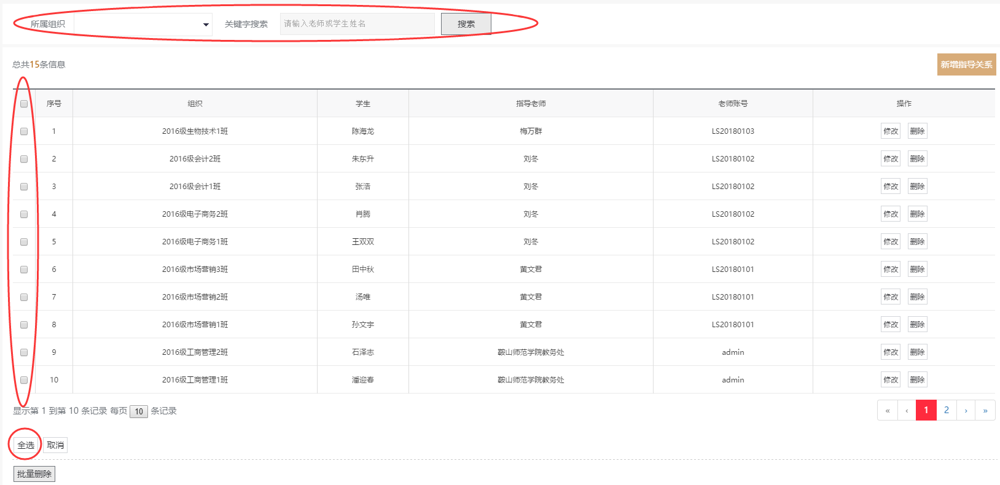 所属组织 关键字搜索 请输入老师或学生姓名 搜索
总共15条信息 新增指导关系
序号 组织 学生 指导老师 老师账号 操作
1 2016级生物技术1班 陈海龙 梅万群 LS20180103 修改 删除
2 2016级会计2班 朱东升 刘冬 LS20180102 修改 删除
3 2016级会计1班 张浩 刘冬 LS20180102 修改 删除
4 2016级电子商务2班 肖腾 刘冬 LS20180102 修改 删除
5 2016级电子商务1班 王双双 刘冬 LS20180102 修改 删除
6 2016级市场营销3班 田中秋 黄文君 LS20180101 修改 删除
7 2016级市场营销2班 汤唯 黄文君 LS20180101 修改 删除
8 2016级市场营销1班 孙文宇 黄文君 LS20180101 修改 删除
9 2016级工商管理2班 石泽志 鞍山师范学院教务处 admin 修改 删除
10 2016级工商管理1班 潘迎春 鞍山师范学院教务处 admin 修改 删除
显示第 1 到第 10 条记录 每页 10 条记录 « ‹ 1 2 › »
全选 取消
批量删除